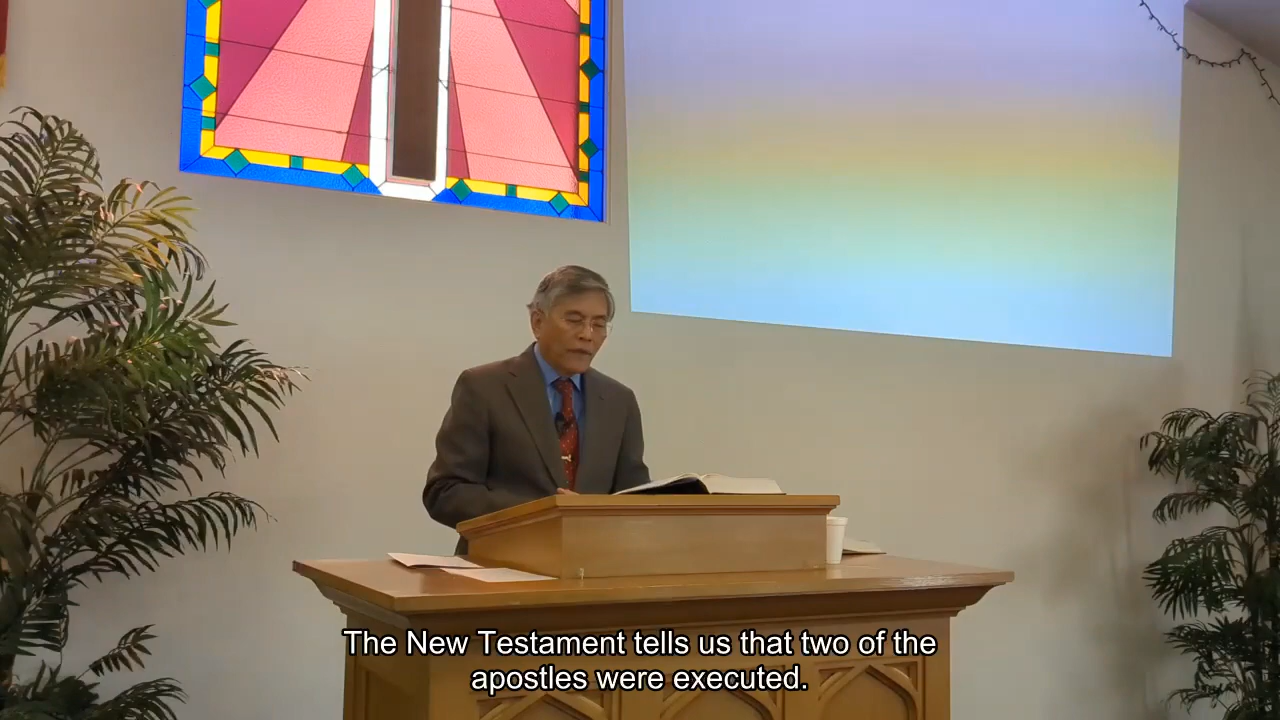 The New Testament tells us that two of the
apostles were executed.